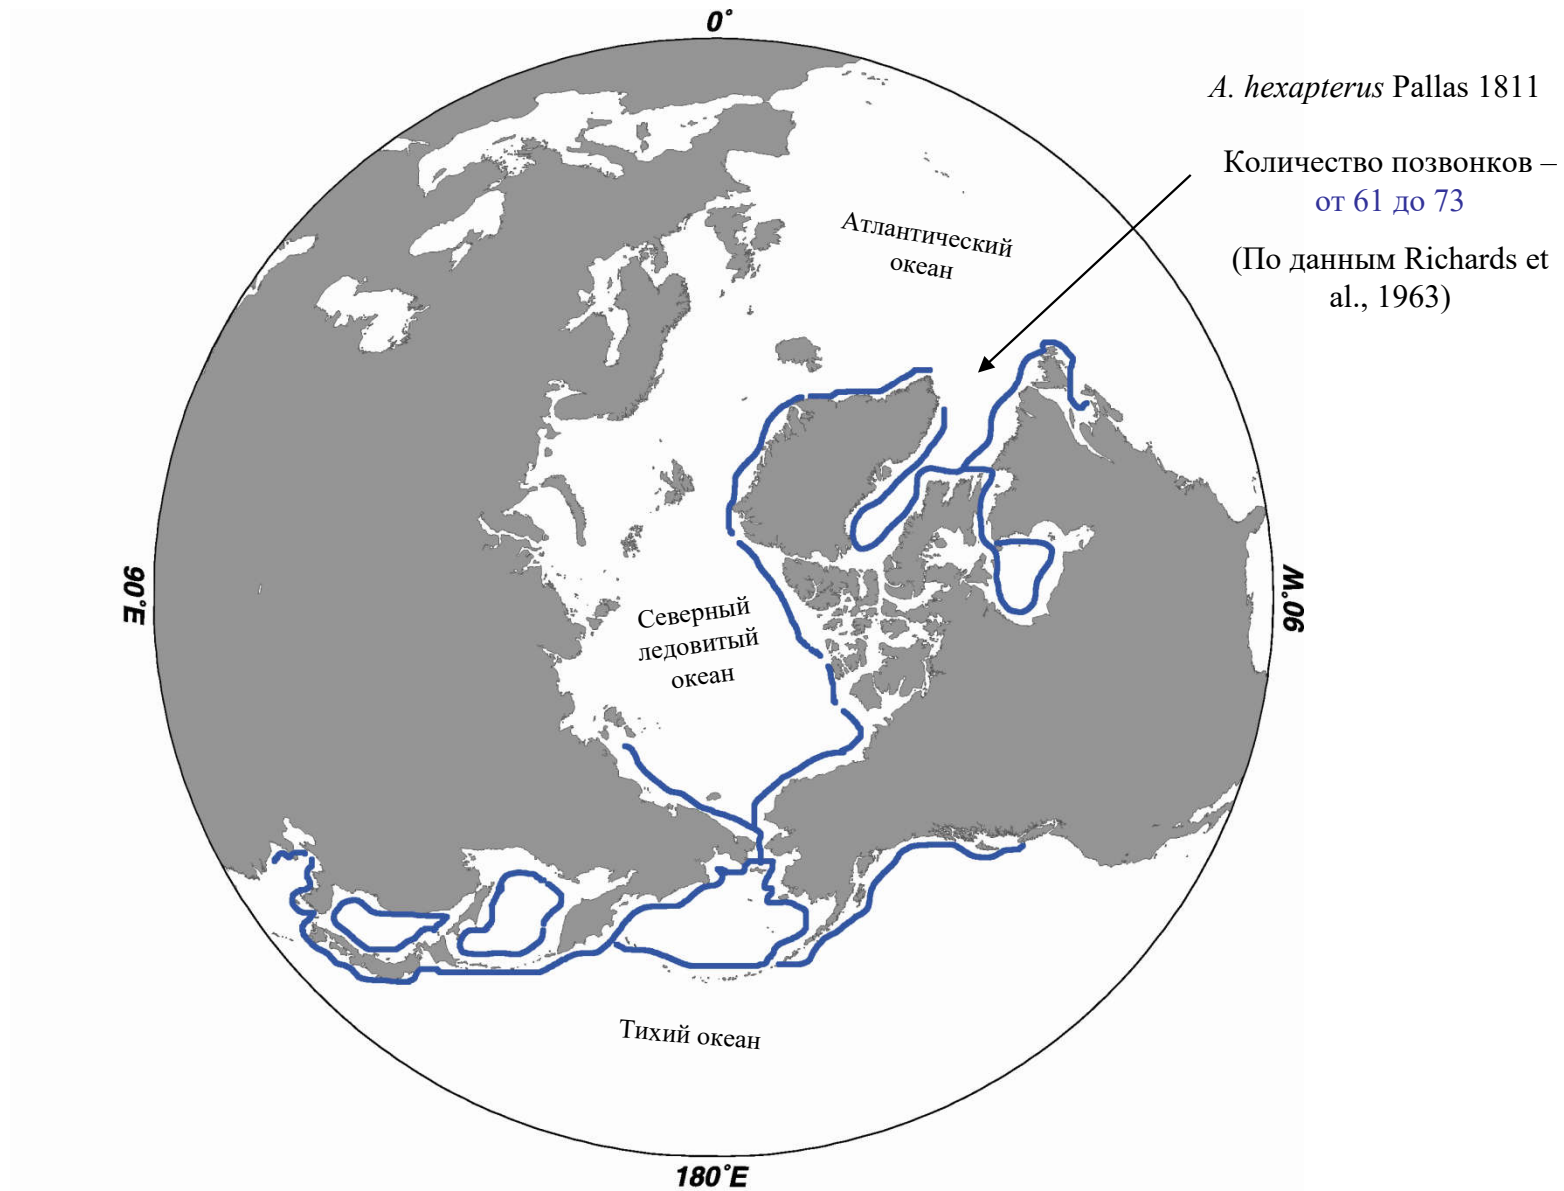 0°
A. hexapterus Pallas 1811
Количество позвонков –
от 61 до 73
(По данным Richards et
al., 1963)
Атлантический
океан
90°E
90°W
Северный
ледовитый
океан
Тихий океан
180°E